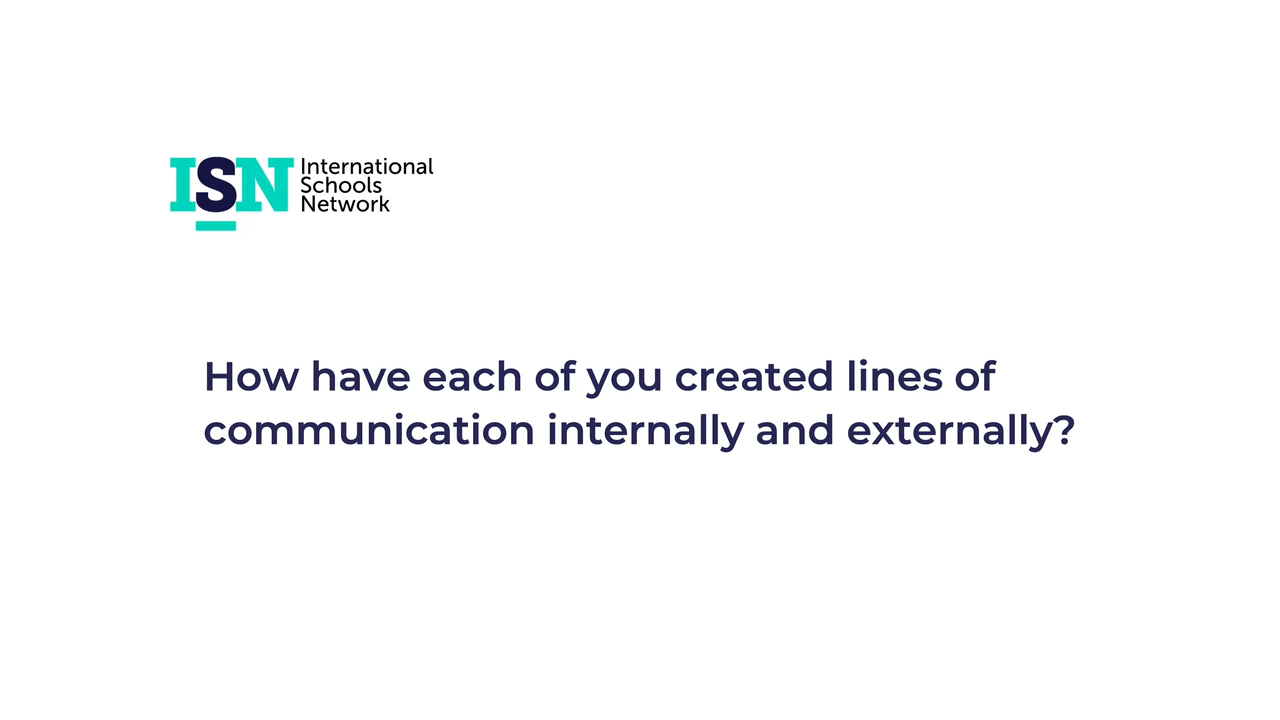 ISN
International
Schools
Network
How have each of you created lines of
communication internally and externally?